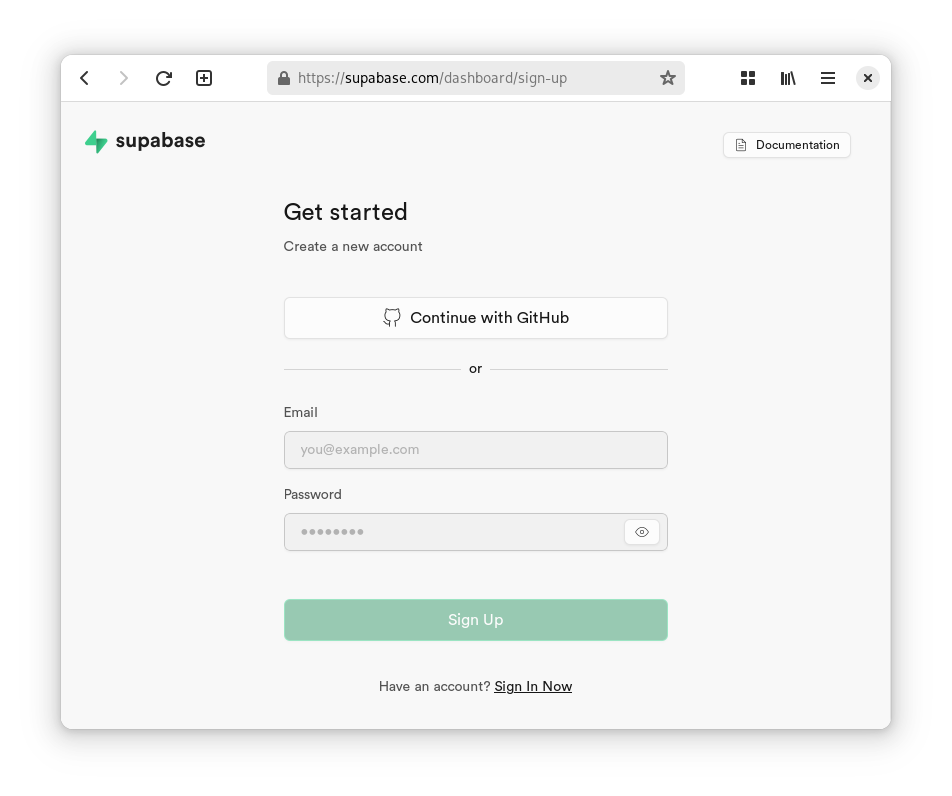 https://supabase.com/dashboard/sign-up
supabase
Documentation
Get started
Create a new account
Continue with GitHub
or
Email
you@example.com
Password
••••••••
Sign Up
Have an account? Sign In Now